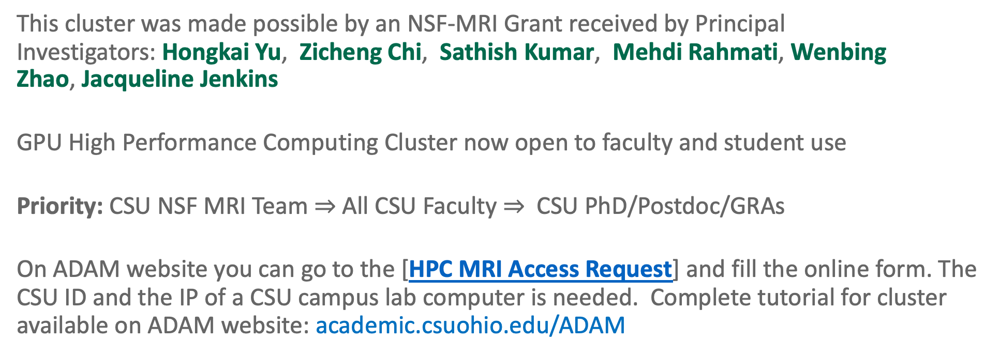 This cluster was made possible by an NSF-MRI Grant received by Principal
Investigators: Hongkai Yu,  Zicheng Chi,  Sathish Kumar,  Mehdi Rahmati, Wenbing
Zhao, Jacqueline Jenkins
GPU High Performance Computing Cluster now open to faculty and student use
Priority: CSU NSF MRI Team ⇒ All CSU Faculty ⇒  CSU PhD/Postdoc/GRAs
On ADAM website you can go to the [HPC MRI Access Request] and fill the online form. The
CSU ID and the IP of a CSU campus lab computer is needed.  Complete tutorial for cluster
available on ADAM website: academic.csuohio.edu/ADAM